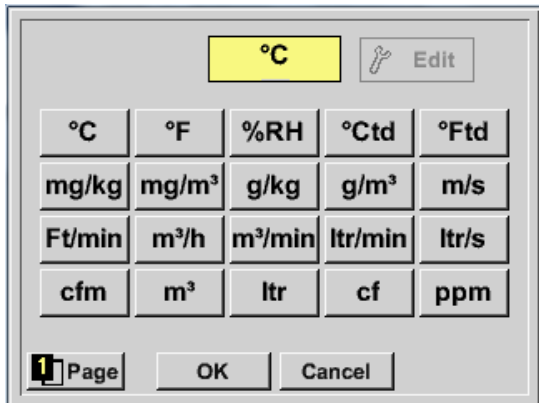 °C Edit
°C °F %RH °Ctd °Ftd
mg/kg mg/m³ g/kg g/m³ m/s
Ft/min m³/h m³/min ltr/min ltr/s
cfm m³ ltr cf ppm
1 Page OK Cancel